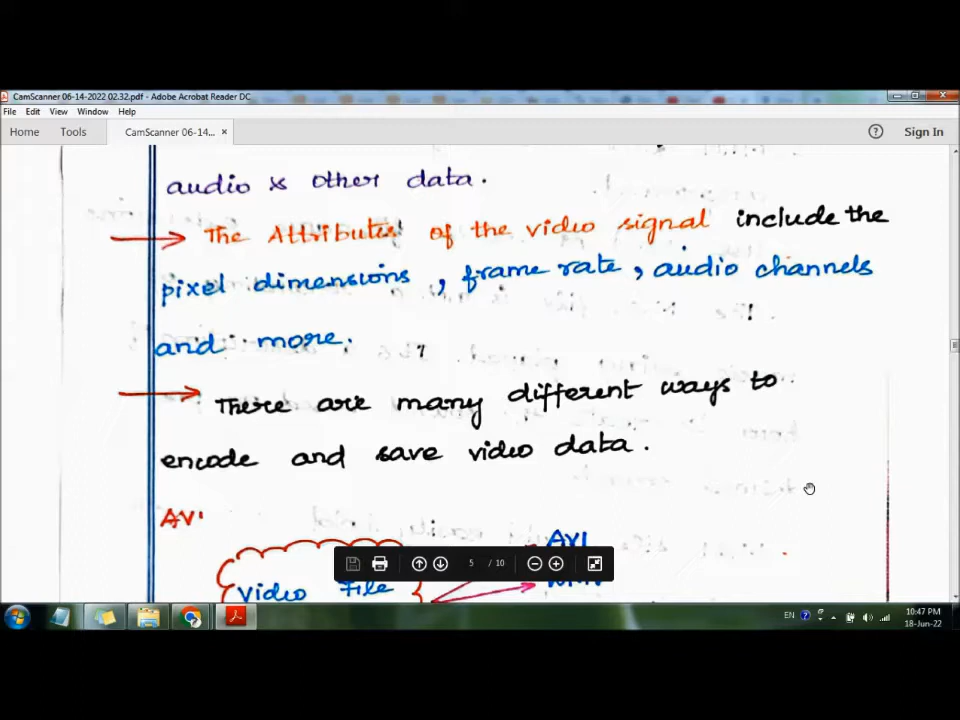 CamScanner 06-14-2022 02.32.pdf - Adobe Acrobat Reader DC
File Edit View Window Help
Home Tools CamScanner 06-14... × ? Sign In
audio & other data.
→ The Attributes of the video signal include the
pixel dimensions, frame rate, audio channels
and more.
→ There are many different ways to
encode and save video data.
AVI
AVI
5 / 10
Video File
EN
10:47 PM
18-Jun-22